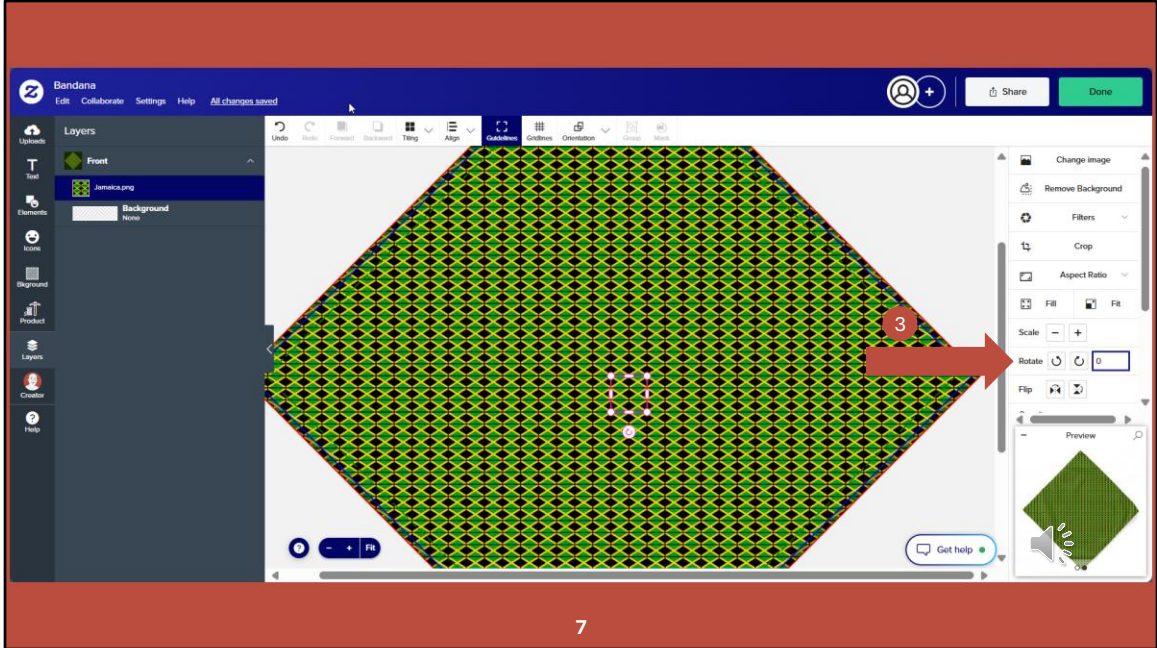 Z
Bandana
Edit Collaborate Settings Help All changes saved
+
Share
Done
Uploads
Text
Elements
Icons
Bkground
Product
Layers
Creator
Help
Layers
Front
Jamaica.png
Background
None
Undo Redo Forward Backward Tiling Align Guidelines Gridlines Orientation Group Mask
Change image
Remove Background
Filters
Crop
Aspect Ratio
Fill Fit
Scale - +
3
Rotate 0
Flip
- Preview
? - + Fit
Get help
7